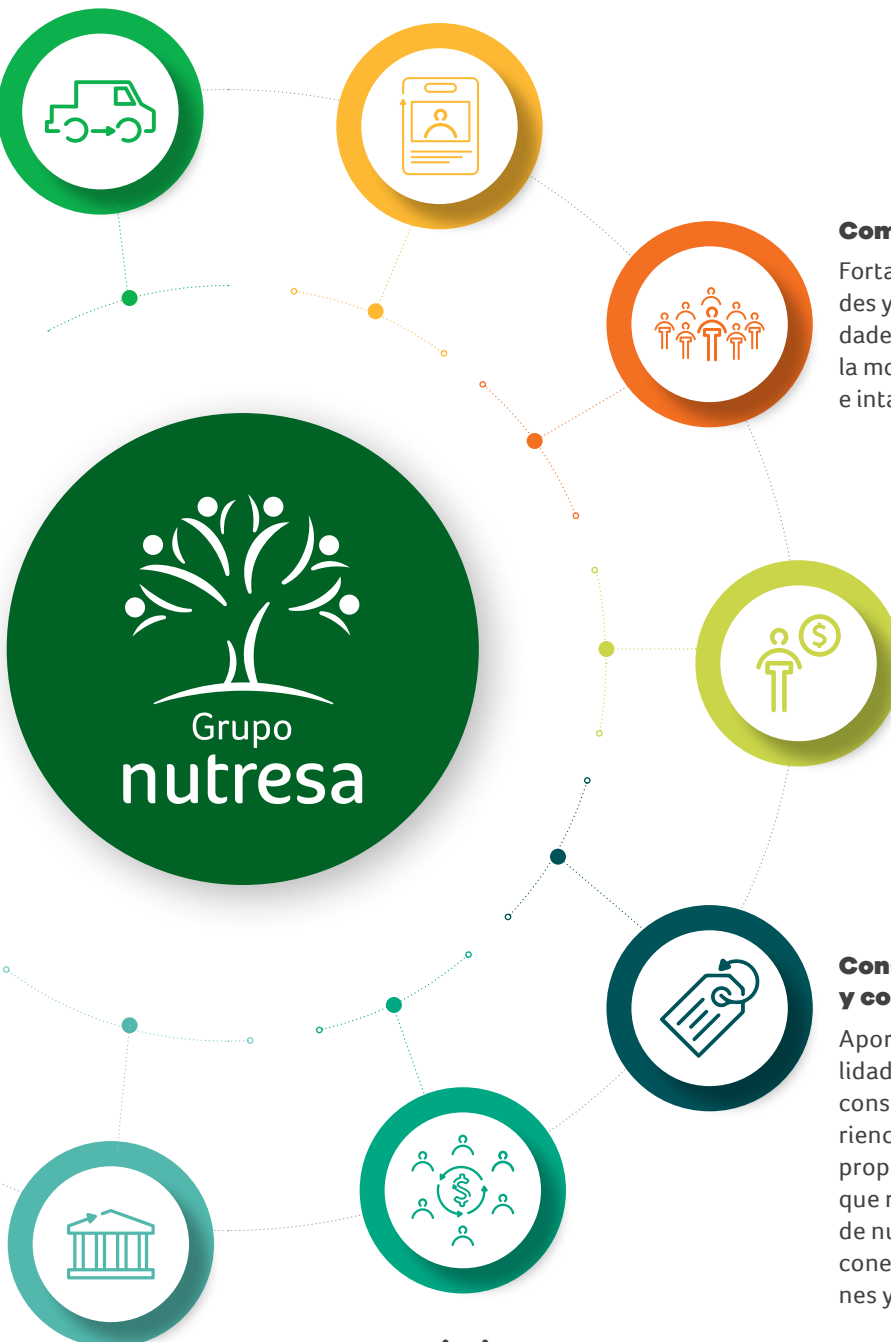 Grupo
nutresa
Com
Forta
des y
dade
la mo
e inta
Cons
y co
Apor
lidad
cons
rienc
prop
que r
de nu
cone
nes y